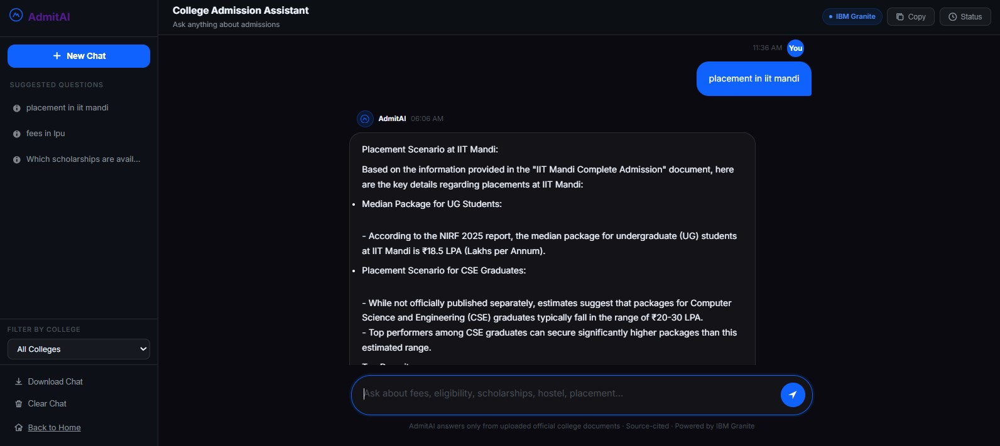 AdmitAI
College Admission Assistant
Ask anything about admissions
IBM Granite
Copy
Status
+ New Chat
SUGGESTED QUESTIONS
placement in iit mandi
fees in lpu
Which scholarships are avail...
FILTER BY COLLEGE
All Colleges
Download Chat
Clear Chat
Back to Home
11:36 AM You
placement in iit mandi
AdmitAI 06:06 AM
Placement Scenario at IIT Mandi:
Based on the information provided in the "IIT Mandi Complete Admission" document, here
are the key details regarding placements at IIT Mandi:
• Median Package for UG Students:
- According to the NIRF 2025 report, the median package for undergraduate (UG) students
at IIT Mandi is ₹18.5 LPA (Lakhs per Annum).
• Placement Scenario for CSE Graduates:
- While not officially published separately, estimates suggest that packages for Computer
Science and Engineering (CSE) graduates typically fall in the range of ₹20-30 LPA.
- Top performers among CSE graduates can secure significantly higher packages than this
estimated range.
Ask about fees, eligibility, scholarships, hostel, placement...
AdmitAI answers only from uploaded official college documents · Source-cited · Powered by IBM Granite